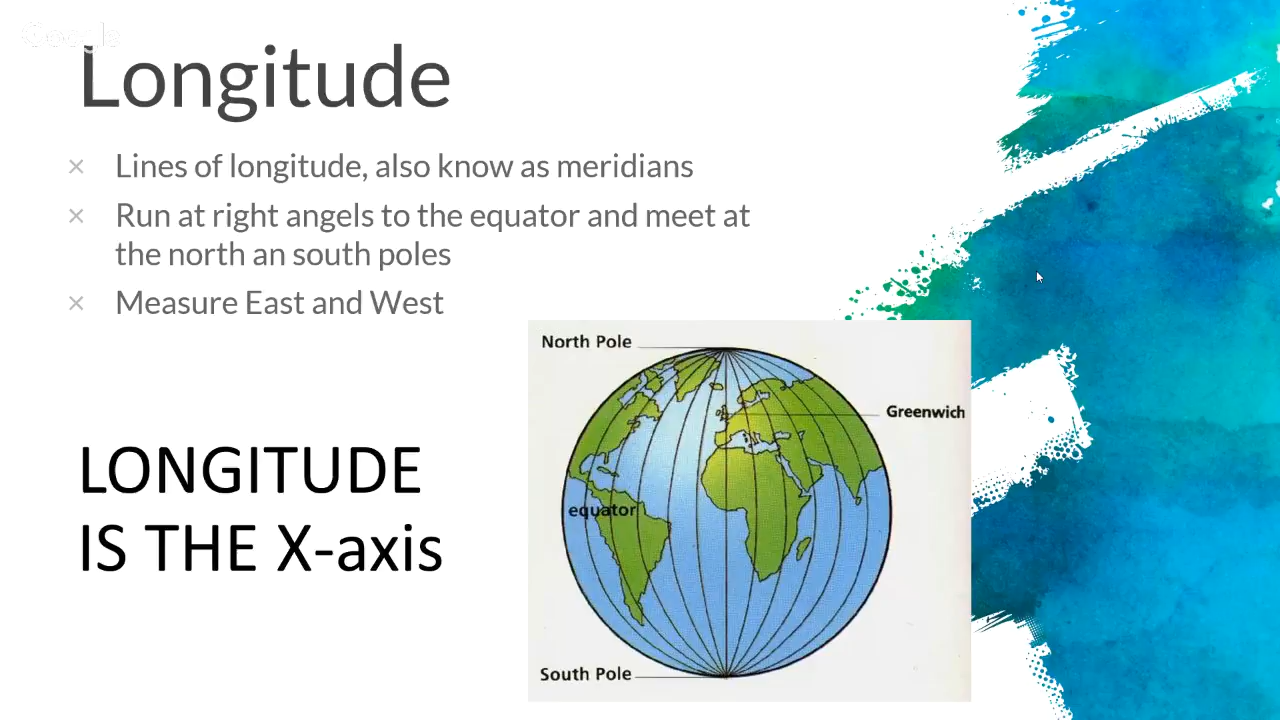 Google
Longitude
× Lines of longitude, also know as meridians
× Run at right angels to the equator and meet at
the north an south poles
× Measure East and West
North Pole
Greenwich
LONGITUDE
IS THE X-axis
equator
South Pole